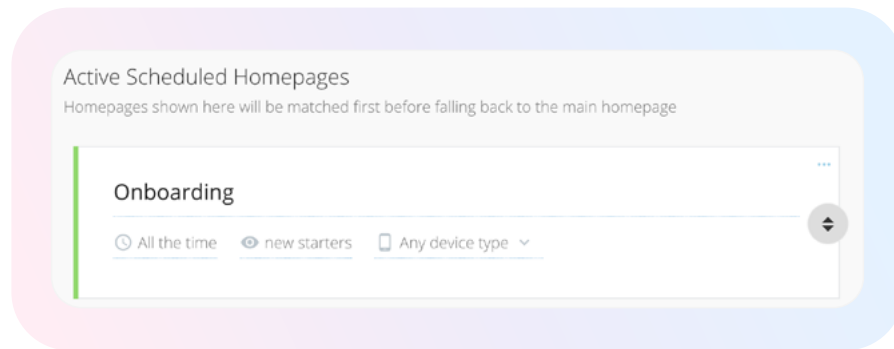 Active Scheduled Homepages
Homepages shown here will be matched first before falling back to the main homepage
Onboarding
All the time new starters Any device type